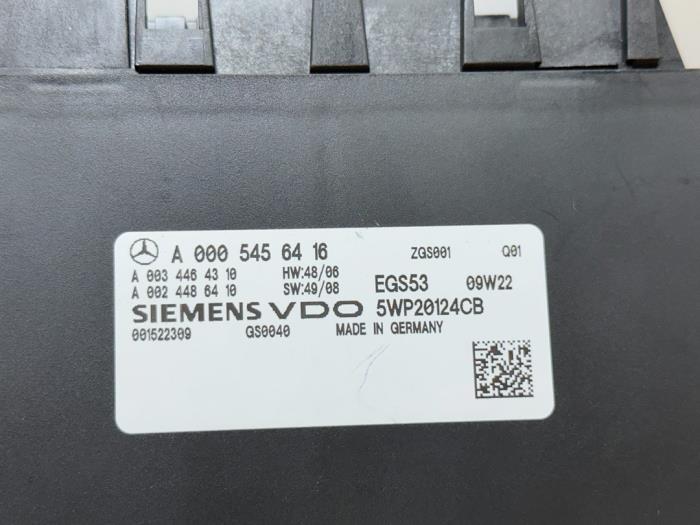 A 000 545 64 16 ZGS001 Q01
A 003 446 43 10 HW:48/06
A 002 448 64 10 SW:49/08 EGS53 09W22
SIEMENS VDO 5WP20124CB
001522309 QS0040 MADE IN GERMANY